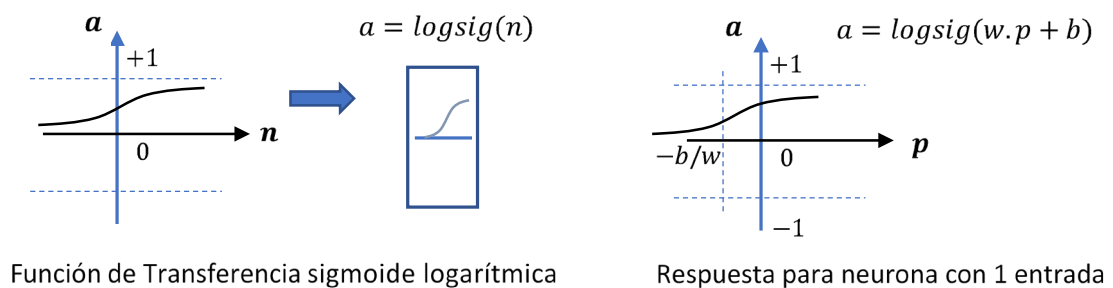 a
+1
0
n
a = logsig(n)
Función de Transferencia sigmoide logarítmica
a
a = logsig(w.p + b)
+1
−b/w
0
p
−1
Respuesta para neurona con 1 entrada